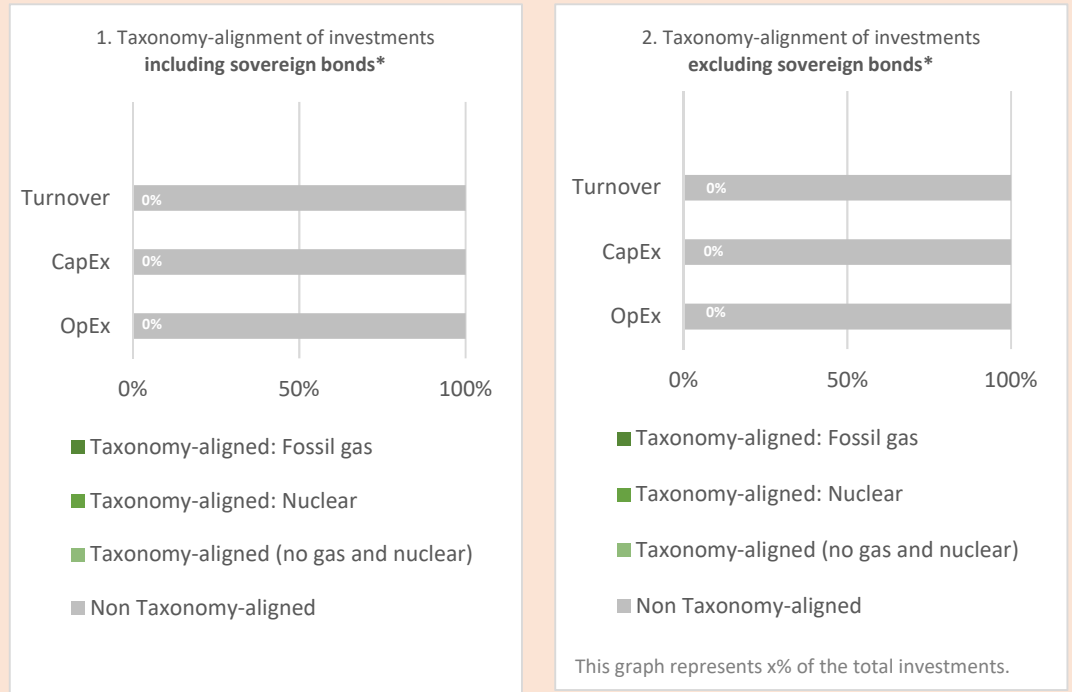 1. Taxonomy-alignment of investments
including sovereign bonds*
Turnover
0%
CapEx
0%
OpEx
0%
0% 50% 100%
Taxonomy-aligned: Fossil gas
Taxonomy-aligned: Nuclear
Taxonomy-aligned (no gas and nuclear)
Non Taxonomy-aligned
2. Taxonomy-alignment of investments
excluding sovereign bonds*
Turnover
0%
CapEx
0%
OpEx
0%
0% 50% 100%
Taxonomy-aligned: Fossil gas
Taxonomy-aligned: Nuclear
Taxonomy-aligned (no gas and nuclear)
Non Taxonomy-aligned
This graph represents x% of the total investments.